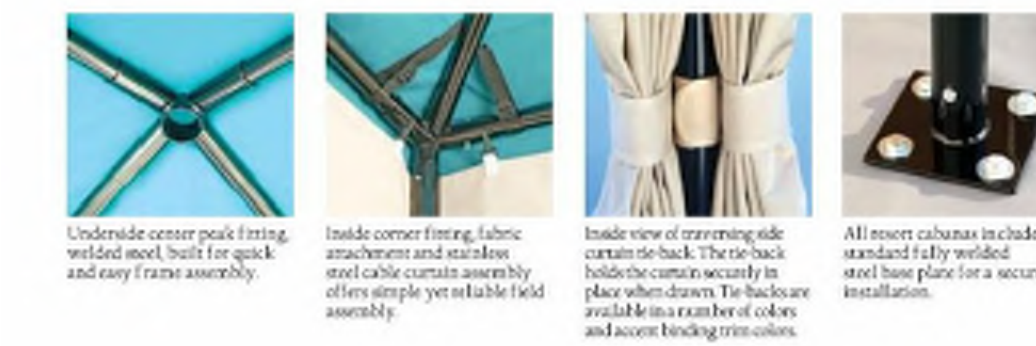 Underside center peak fitting,
welded steel, built for quick
and easy frame assembly.
Inside corner fitting, fabric
attachment and stainless
steel cable curtain assembly
offers simple yet reliable field
assembly.
Inside view of traversing side
curtain tie-back. The tie-back
holds the curtain securely in
place when drawn. Tie-backs are
available in a number of colors
and accent binding trim colors.
All resort cabanas include
standard fully welded
steel base plate for a secur
installation.